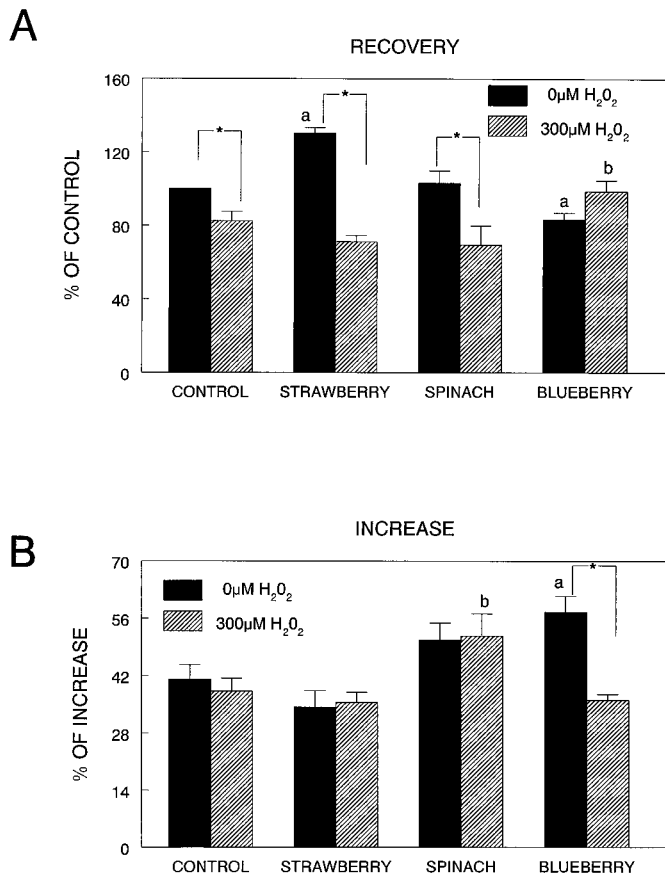 A
RECOVERY
160
120
80
40
0
% OF CONTROL
0µM H₂O₂
300µM H₂O₂
*
a
*
*
a
b
CONTROL STRAWBERRY SPINACH BLUEBERRY
B
INCREASE
70
56
42
28
14
0
% OF INCREASE
0µM H₂O₂
300µM H₂O₂
b
a
*
CONTROL STRAWBERRY SPINACH BLUEBERRY